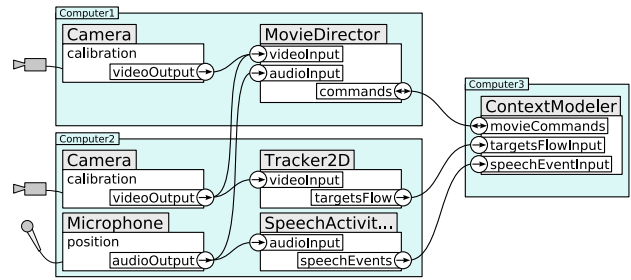 Computer1
Camera
calibration
videoOutput
MovieDirector
videoInput
audioInput
commands
Computer2
Camera
calibration
videoOutput
Microphone
position
audioOutput
Tracker2D
videoInput
targetsFlow
SpeechActivit...
audioInput
speechEvents
Computer3
ContextModeler
movieCommands
targetsFlowInput
speechEventInput